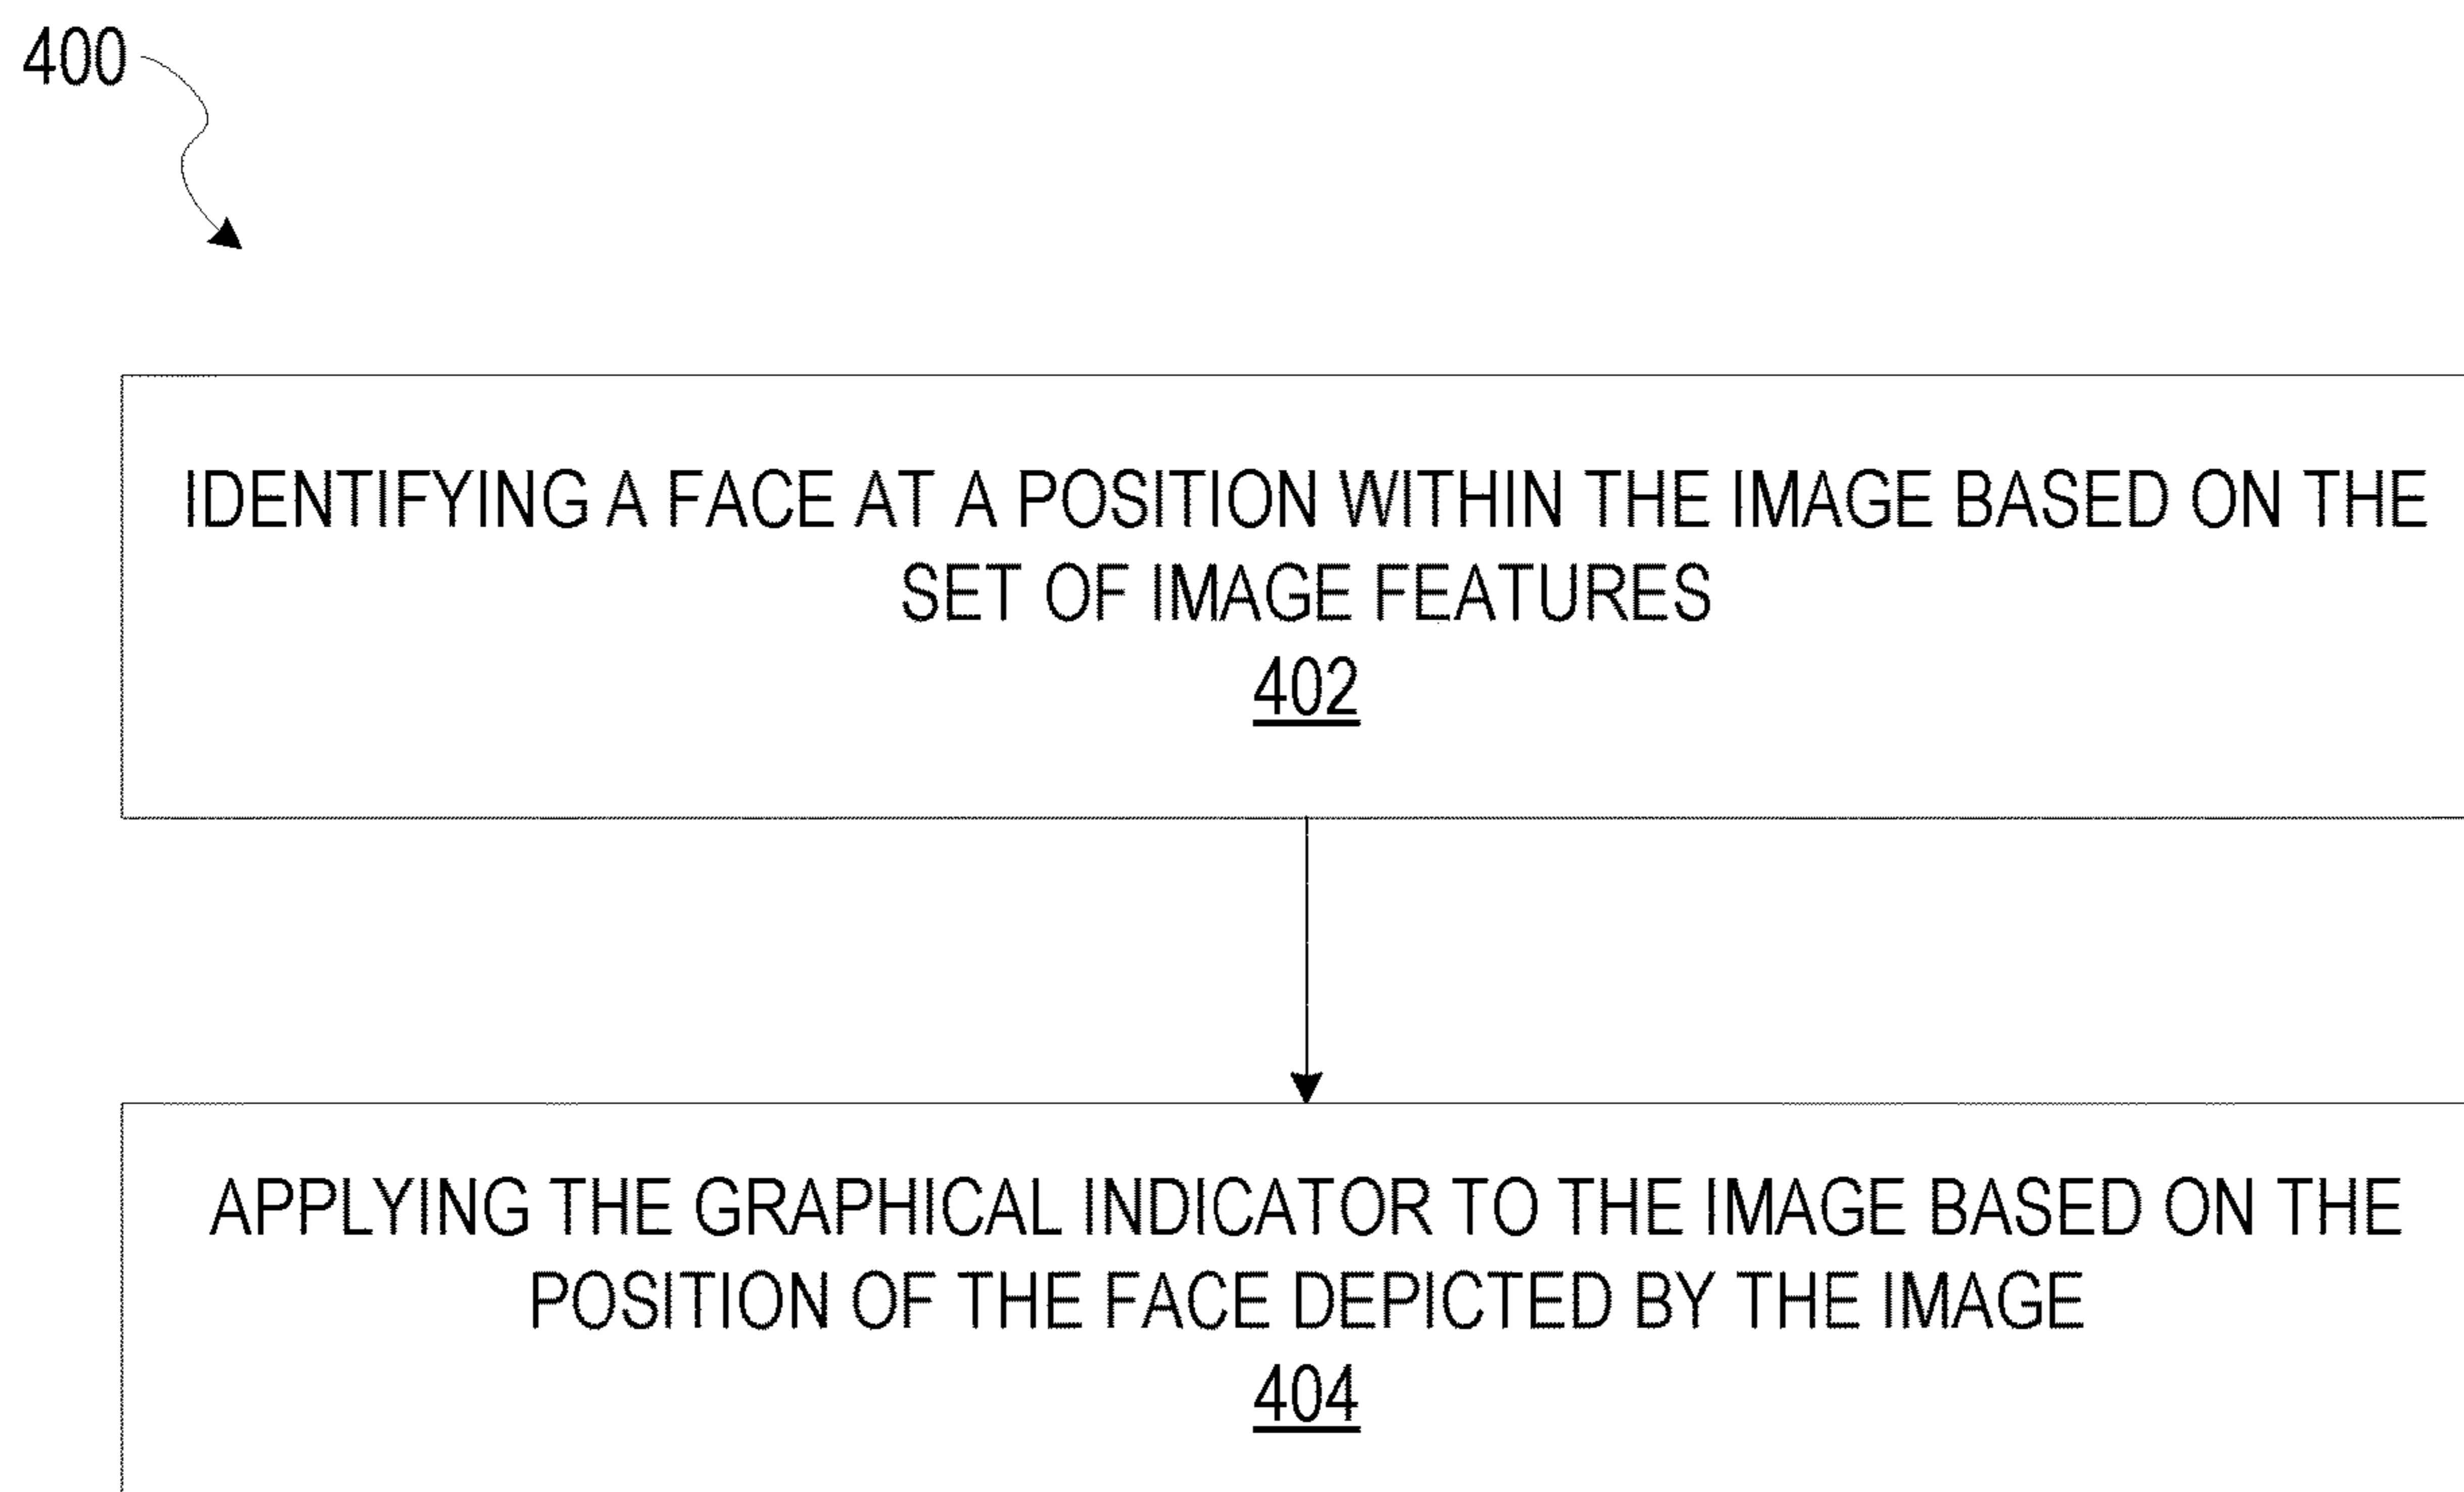 400
IDENTIFYING A FACE AT A POSITION WITHIN THE IMAGE BASED ON THE
SET OF IMAGE FEATURES
402
APPLYING THE GRAPHICAL INDICATOR TO THE IMAGE BASED ON THE
POSITION OF THE FACE DEPICTED BY THE IMAGE
404